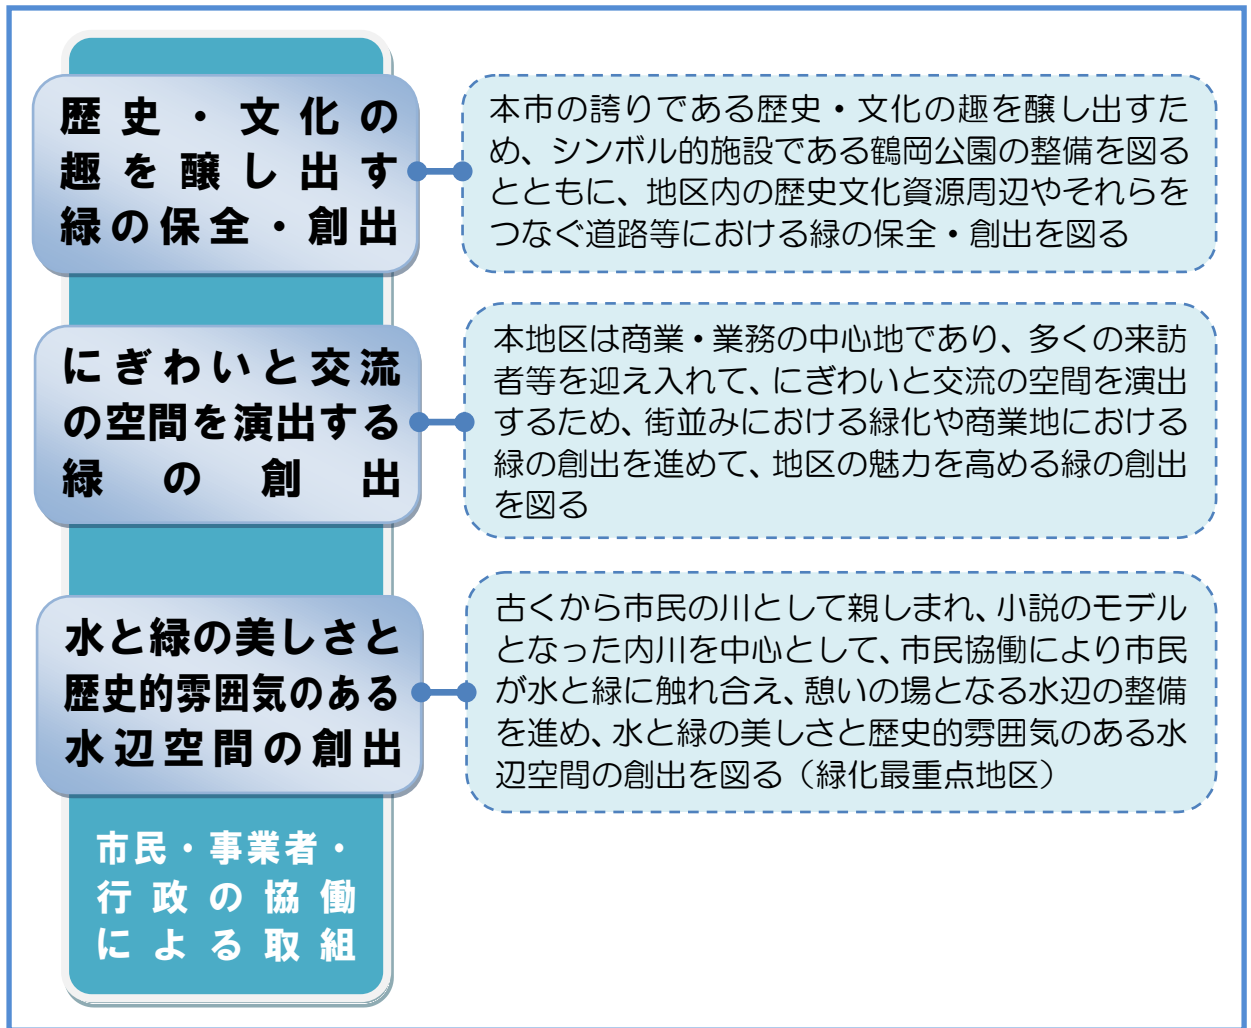 歴史・文化の
趣を醸し出す
緑の保全・創出
本市の誇りである歴史・文化の趣を醸し出すた
め、シンボル的施設である鶴岡公園の整備を図る
とともに、地区内の歴史文化資源周辺やそれらを
つなぐ道路等における緑の保全・創出を図る
にぎわいと交流
の空間を演出する
緑の創出
本地区は商業・業務の中心地であり、多くの来訪
者等を迎え入れて、にぎわいと交流の空間を演出
するため、街並みにおける緑化や商業地における
緑の創出を進めて、地区の魅力を高める緑の創出
を図る
水と緑の美しさと
歴史的雰囲気のある
水辺空間の創出
古くから市民の川として親しまれ、小説のモデル
となった内川を中心として、市民協働により市民
が水と緑に触れ合え、憩いの場となる水辺の整備
を進め、水と緑の美しさと歴史的雰囲気のある水
辺空間の創出を図る（緑化最重点地区）
市民・事業者・
行政の協働
による取組